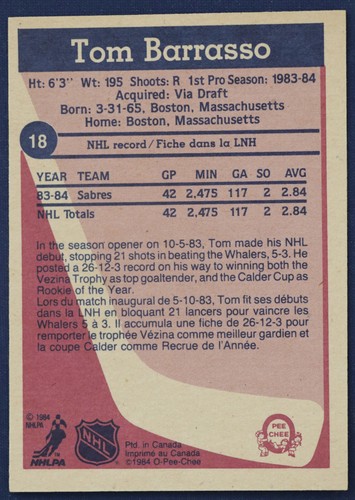 Tom Barrasso
Ht: 6'3" Wt: 195 Shoots: R 1st Pro Season: 1983-84
Acquired: Via Draft
Born: 3-31-65, Boston, Massachusetts
Home: Boston, Massachusetts
18
NHL record/Fiche dans la LNH
YEAR TEAM GP MIN GA SO AVG
83-84 Sabres 42 2,475 117 2 2.84
NHL Totals 42 2,475 117 2 2.84
In the season opener on 10-5-83, Tom made his NHL
debut, stopping 21 shots in beating the Whalers, 5-3. He
posted a 26-12-3 record on his way to winning both the
Vezina Trophy as top goaltender, and the Calder Cup as
Rookie of the Year.
Lors du match inaugural de 5-10-83, Tom fit ses débuts
dans la LNH en bloquant 21 lancers pour vaincre les
Whalers 5 à 3. Il accumula une fiche de 26-12-3 pour
remporter le trophée Vézina comme meilleur gardien et
la coupe Calder comme Recrue de l'Année.
© 1984
NHLPA
NHLPA
TM
NHL
Ptd. in Canada
Imprimé au Canada
©1984 O-Pee-Chee
O
PEE
CHEE